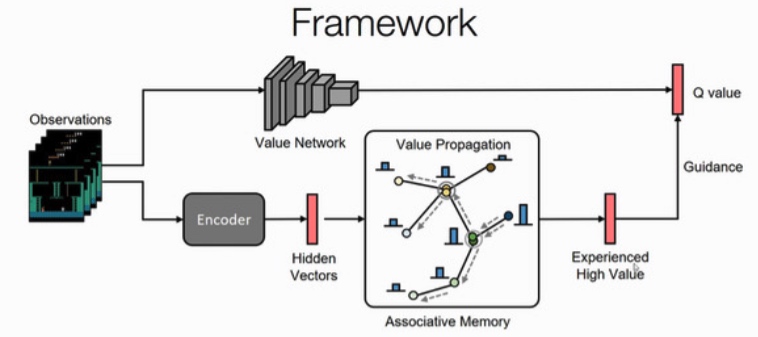 Framework
Observations
Value Network
Q value
Guidance
Encoder
Hidden
Vectors
Value Propagation
Associative Memory
Experienced
High Value